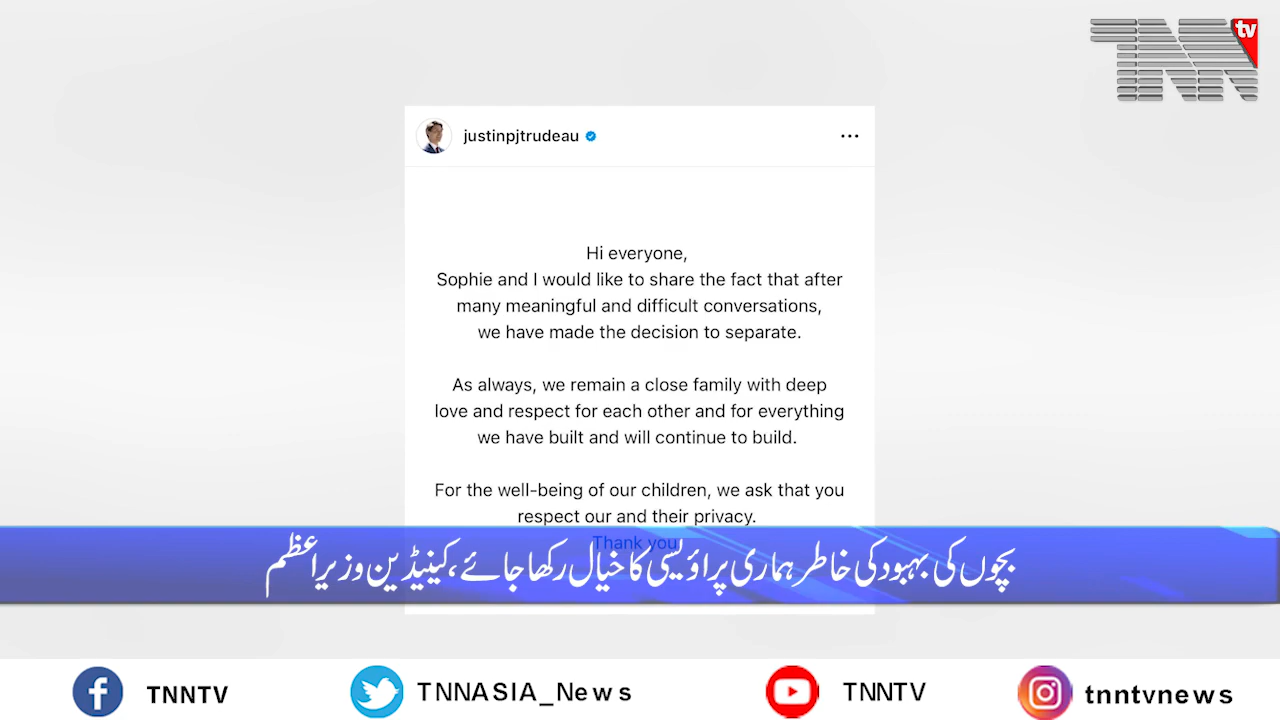 TNN tv
justinpjtrudeau
Hi everyone,
Sophie and I would like to share the fact that after
many meaningful and difficult conversations,
we have made the decision to separate.
As always, we remain a close family with deep
love and respect for each other and for everything
we have built and will continue to build.
For the well-being of our children, we ask that you
respect our and their privacy.
Thank you
بچوں کی بہبود کی خاطر ہماری پراؤیسی کا خیال رکھا جائے، کینیڈین وزیراعظم
TNNTV
TNNASIA_News
TNNTV
tnntvnews